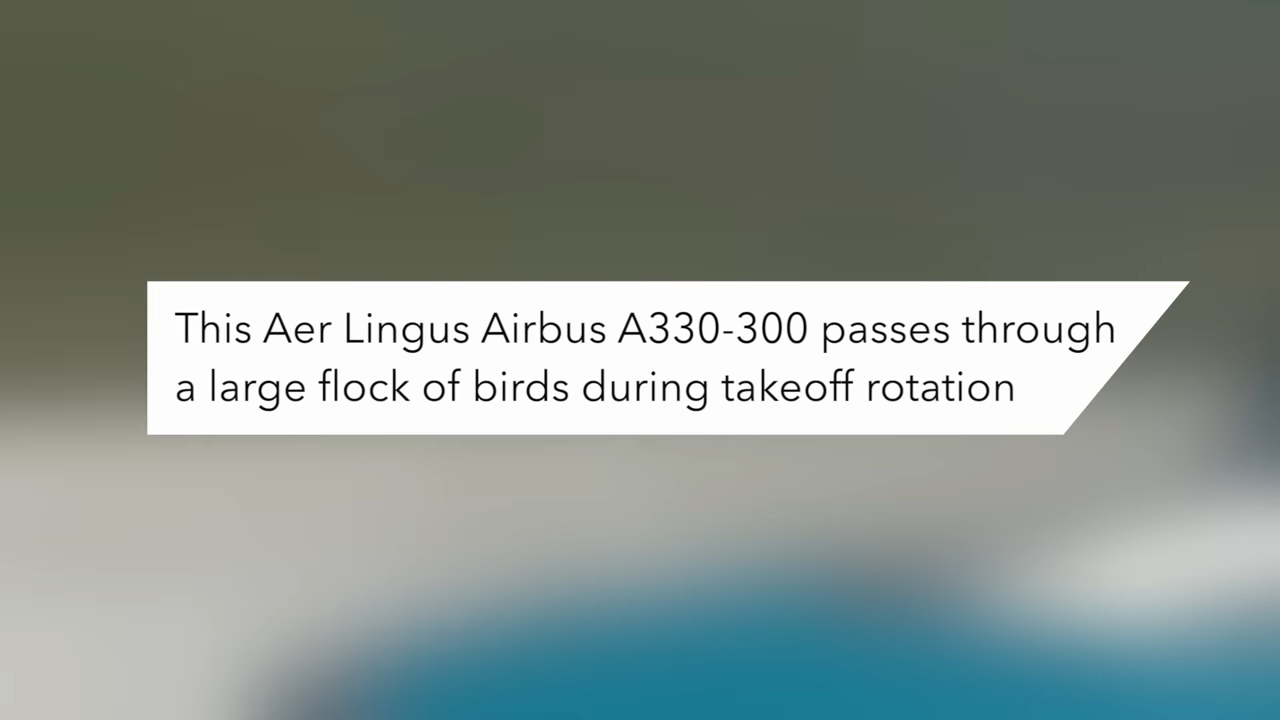 This Aer Lingus Airbus A330-300 passes through
a large flock of birds during takeoff rotation